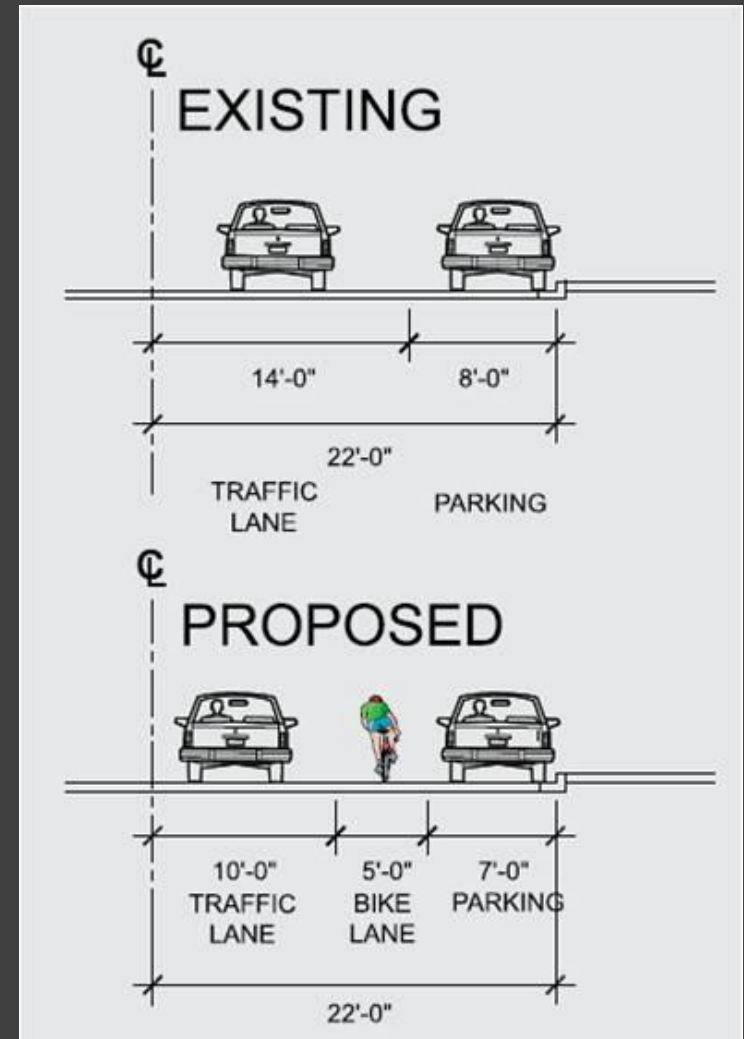 ℄
EXISTING
14'-0"
8'-0"
22'-0"
TRAFFIC
LANE
PARKING
℄
PROPOSED
10'-0"
TRAFFIC
LANE
5'-0"
BIKE
LANE
7'-0"
PARKING
22'-0"